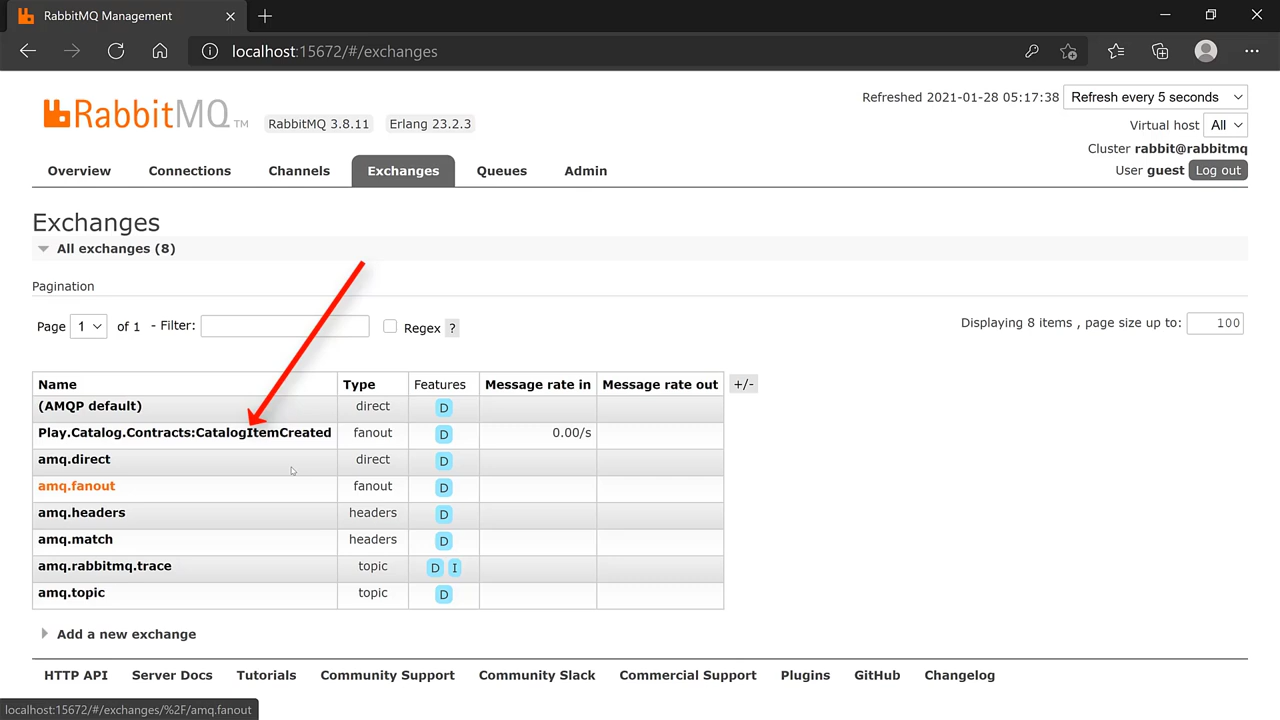 RabbitMQ Management
localhost:15672/#/exchanges
Refreshed 2021-01-28 05:17:38 Refresh every 5 seconds
RabbitMQ TM RabbitMQ 3.8.11 Erlang 23.2.3
Virtual host All
Cluster rabbit@rabbitmq
User guest Log out
Overview Connections Channels Exchanges Queues Admin
Exchanges
All exchanges (8)
Pagination
Page 1 of 1 - Filter: Regex ? Displaying 8 items , page size up to: 100
Name Type Features Message rate in Message rate out +/-
(AMQP default) direct D
Play.Catalog.Contracts:CatalogItemCreated fanout D 0.00/s
amq.direct direct D
amq.fanout fanout D
amq.headers headers D
amq.match headers D
amq.rabbitmq.trace topic D I
amq.topic topic D
Add a new exchange
HTTP API Server Docs Tutorials Community Support Community Slack Commercial Support Plugins GitHub Changelog
localhost:15672/#/exchanges/%2F/amq.fanout